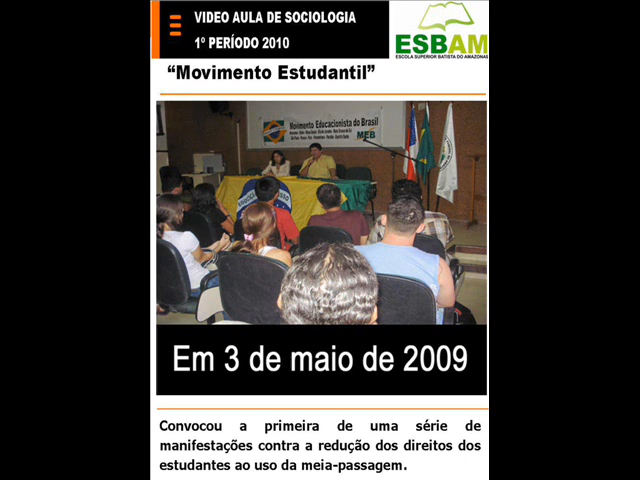 VIDEO AULA DE SOCIOLOGIA
1º PERÍODO 2010
ESBAM
ESCOLA SUPERIOR BATISTA DO AMAZONAS
“Movimento Estudantil”
Movimento Educacionista do Brasil
MEB
Em 3 de maio de 2009
Convocou a primeira de uma série de
manifestações contra a redução dos direitos dos
estudantes ao uso da meia-passagem.